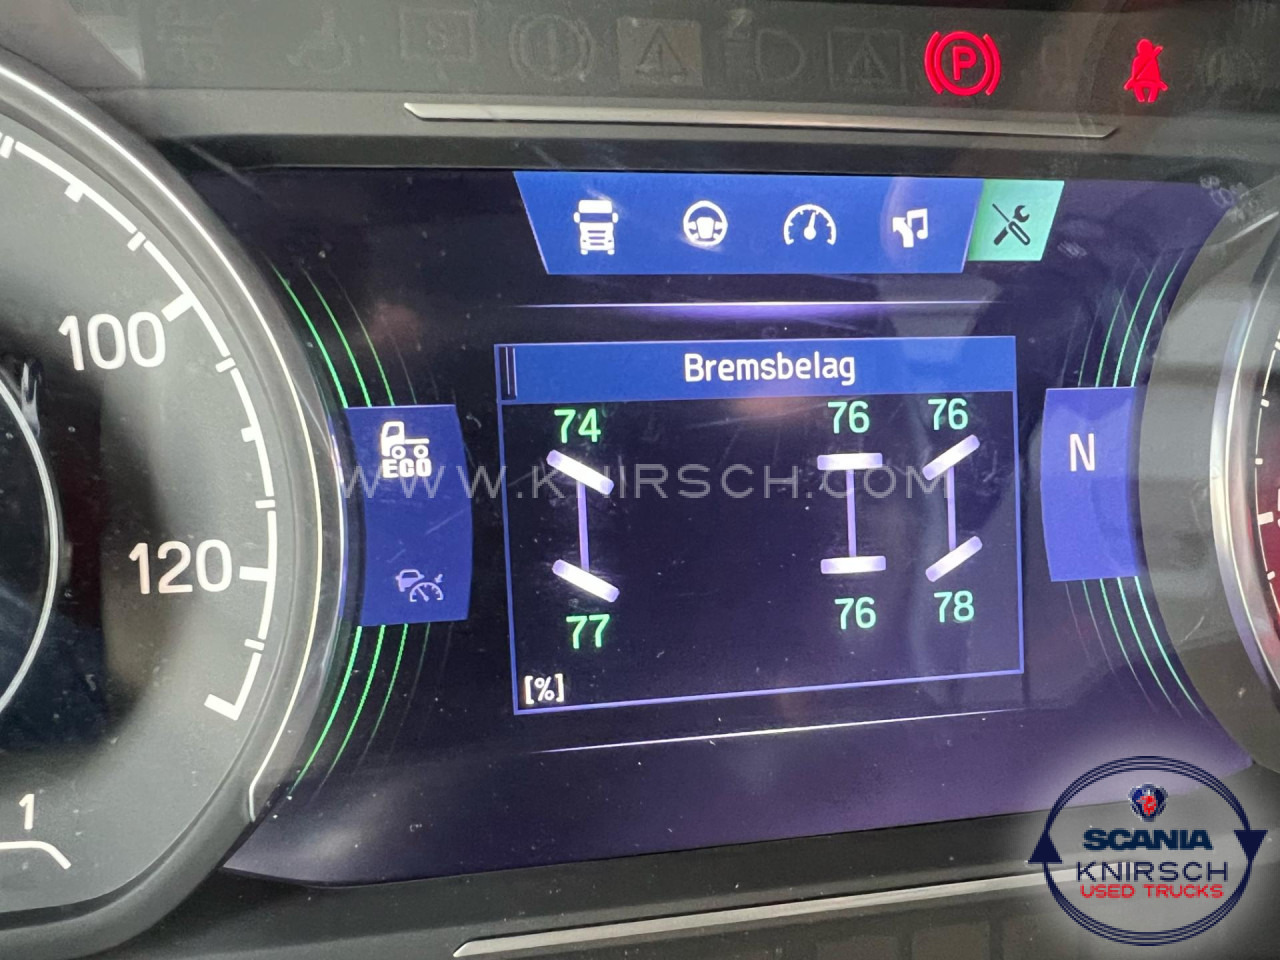 P
Bremsbelag
100
120
1
ECO
N
74 76 76
77 76 78
[%]
WWW.KNIRSCH.COM
SCANIA
KNIRSCH
USED TRUCKS